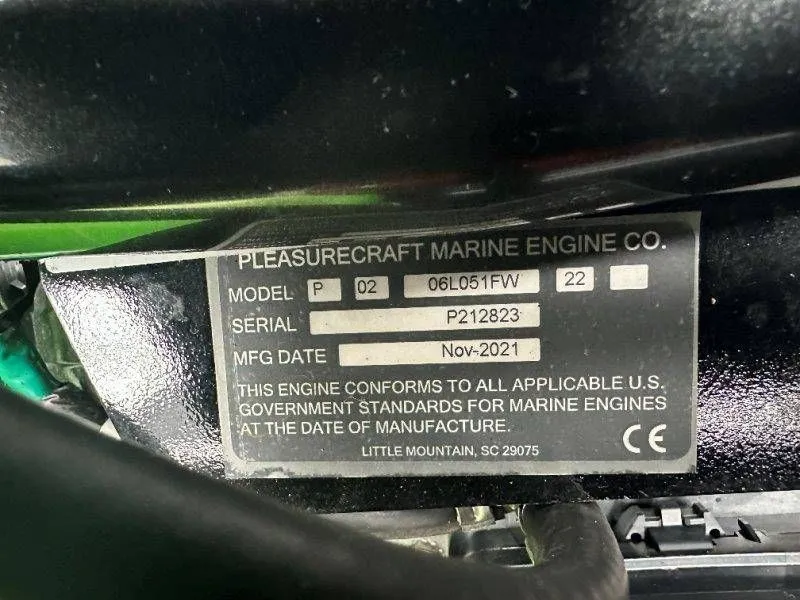 PLEASURECRAFT MARINE ENGINE CO.
MODEL P 02 06L051FW 22
SERIAL P212823
MFG DATE Nov-2021
THIS ENGINE CONFORMS TO ALL APPLICABLE U.S.
GOVERNMENT STANDARDS FOR MARINE ENGINES
AT THE DATE OF MANUFACTURE.
LITTLE MOUNTAIN, SC 29075 CE